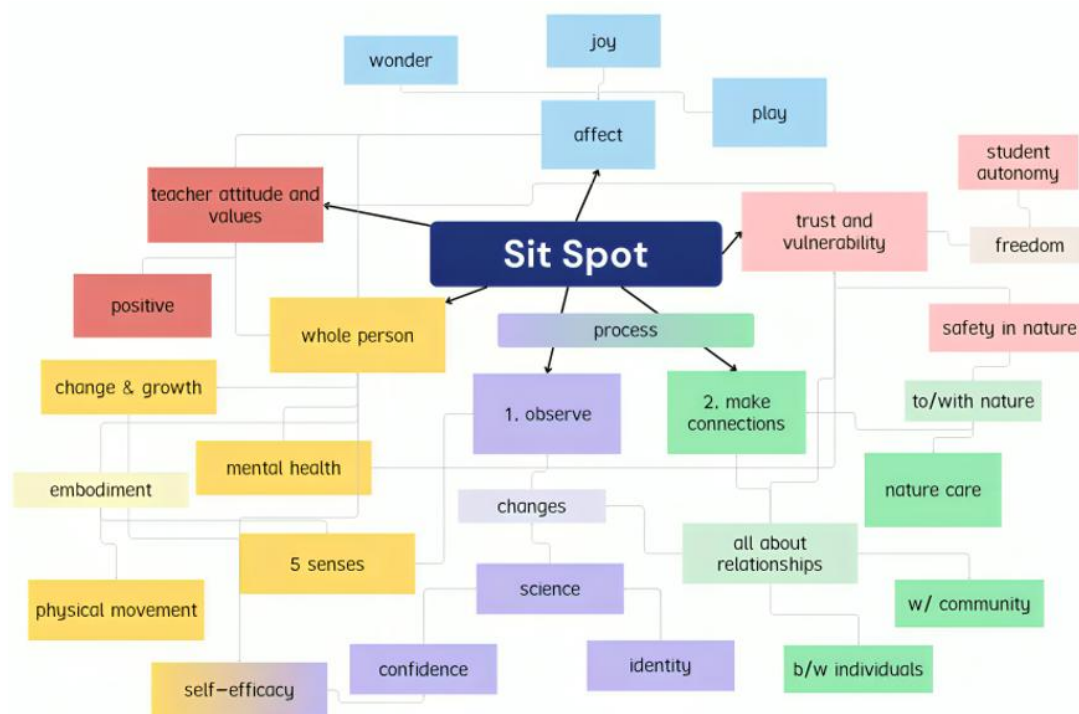 joy
wonder
play
affect
student
autonomy
teacher attitude and
values
trust and
vulnerability
freedom
Sit Spot
positive
whole person
process
safety in nature
change & growth
1. observe
2. make
connections
to/with nature
mental health
embodiment
nature care
changes
all about
relationships
5 senses
science
physical movement
w/ community
confidence
identity
b/w individuals
self-efficacy